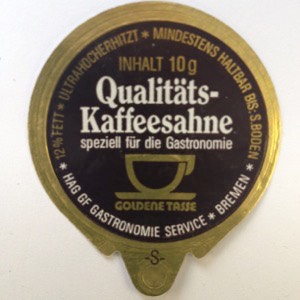 12% FETT * ULTRAHOCHERHITZT * MINDESTENS HALTBAR BIS: S. BODEN *
INHALT 10 g
Qualitäts-
Kaffeesahne
speziell für die Gastronomie
GOLDENE TASSE
* HAG GF GASTRONOMIE SERVICE * BREMEN *
-S-